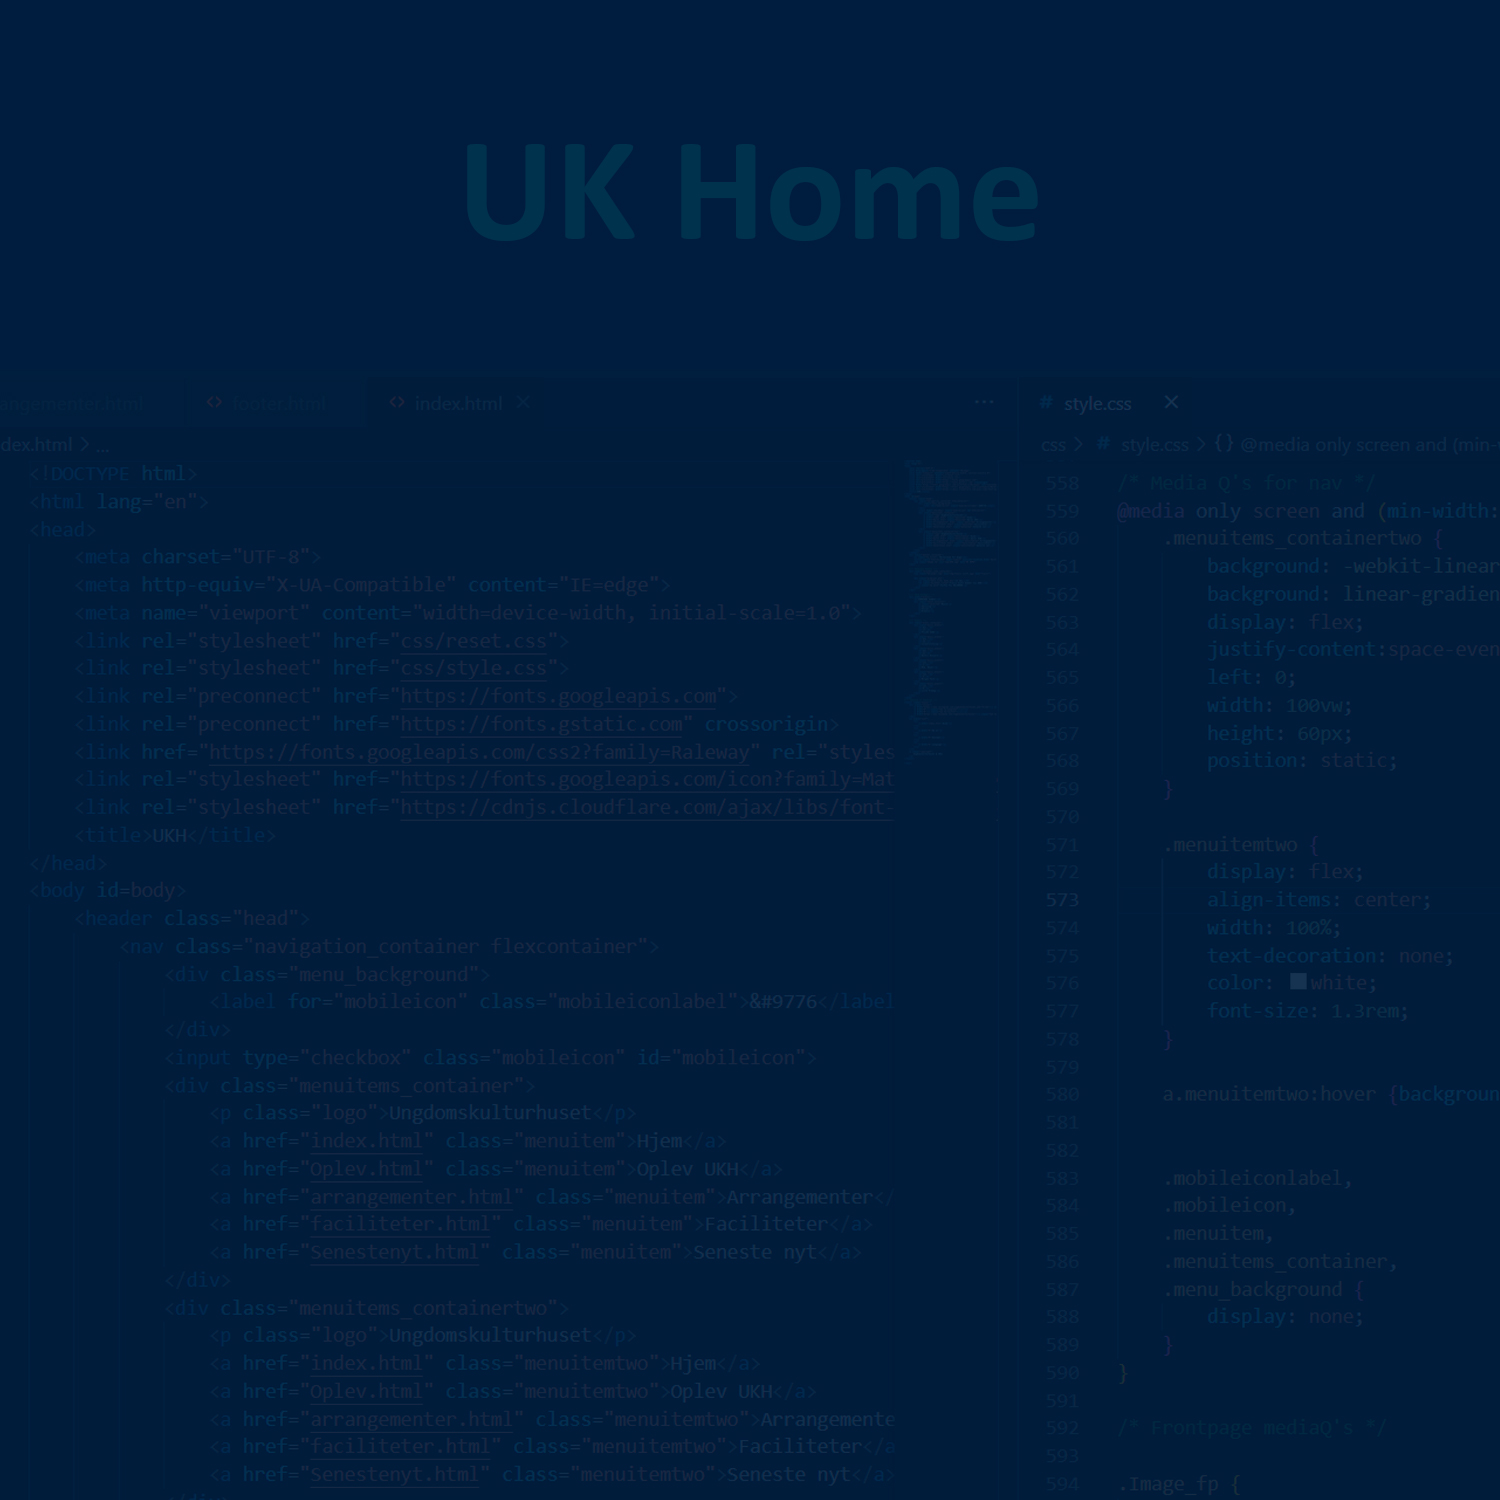 UK Home
angementer.html <> footer.html <> index.html × ... # style.css ×
dex.html > ...
<!DOCTYPE html>
<html lang="en">
<head>
<meta charset="UTF-8">
<meta http-equiv="X-UA-Compatible" content="IE=edge">
<meta name="viewport" content="width=device-width, initial-scale=1.0">
<link rel="stylesheet" href="css/reset.css">
<link rel="stylesheet" href="css/style.css">
<link rel="preconnect" href="https://fonts.googleapis.com">
<link rel="preconnect" href="https://fonts.gstatic.com" crossorigin>
<link href="https://fonts.googleapis.com/css2?family=Raleway" rel="styles
<link rel="stylesheet" href="https://fonts.googleapis.com/icon?family=Mat
<link rel="stylesheet" href="https://cdnjs.cloudflare.com/ajax/libs/font-
<title>UKH</title>
</head>
<body id=body>
<header class="head">
<nav class="navigation_container flexcontainer">
<div class="menu_background">
<label for="mobileicon" class="mobileiconlabel">&#9776</label
</div>
<input type="checkbox" class="mobileicon" id="mobileicon">
<div class="menuitems_container">
<p class="logo">Ungdomskulturhuset</p>
<a href="index.html" class="menuitem">Hjem</a>
<a href="Oplev.html" class="menuitem">Oplev UKH</a>
<a href="arrangementer.html" class="menuitem">Arrangementer</
<a href="faciliteter.html" class="menuitem">Faciliteter</a>
<a href="Senestenyt.html" class="menuitem">Seneste nyt</a>
</div>
<div class="menuitems_containertwo">
<p class="logo">Ungdomskulturhuset</p>
<a href="index.html" class="menuitemtwo">Hjem</a>
<a href="Oplev.html" class="menuitemtwo">Oplev UKH</a>
<a href="arrangementer.html" class="menuitemtwo">Arrangemente
<a href="faciliteter.html" class="menuitemtwo">Faciliteter</a
<a href="Senestenyt.html" class="menuitemtwo">Seneste nyt</a>
</div>
css > # style.css > {} @media only screen and (min-
558 /* Media Q's for nav */
559 @media only screen and (min-width:
560 .menuitems_containertwo {
561 background: -webkit-linear
562 background: linear-gradien
563 display: flex;
564 justify-content:space-even
565 left: 0;
566 width: 100vw;
567 height: 60px;
568 position: static;
569 }
570
571 .menuitemtwo {
572 display: flex;
573 align-items: center;
574 width: 100%;
575 text-decoration: none;
576 color: white;
577 font-size: 1.3rem;
578 }
579
580 a.menuitemtwo:hover {backgroun
581
582
583 .mobileiconlabel,
584 .mobileicon,
585 .menuitem,
586 .menuitems_container,
587 .menu_background {
588 display: none;
589 }
590 }
591
592 /* Frontpage mediaQ's */
593
594 .Image_fp {